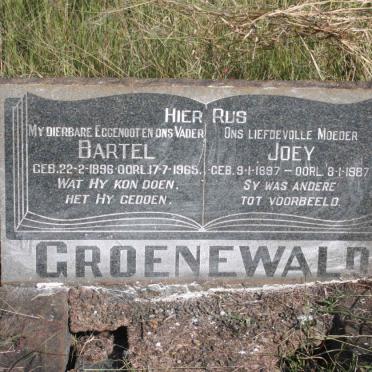 HIER RUS
MY DIERBARE EGGENOOT EN ONS VADER
BARTEL
GEB. 22-2-1896 OORL. 17-7-1965.
WAT HY KON DOEN,
HET HY GEDOEN.
ONS LIEFDEVOLLE MOEDER
JOEY
GEB. 9-1-1897 — OORL. 8-1-1987
SY WAS ANDERE
TOT VOORBEELD.
GROENEWALD